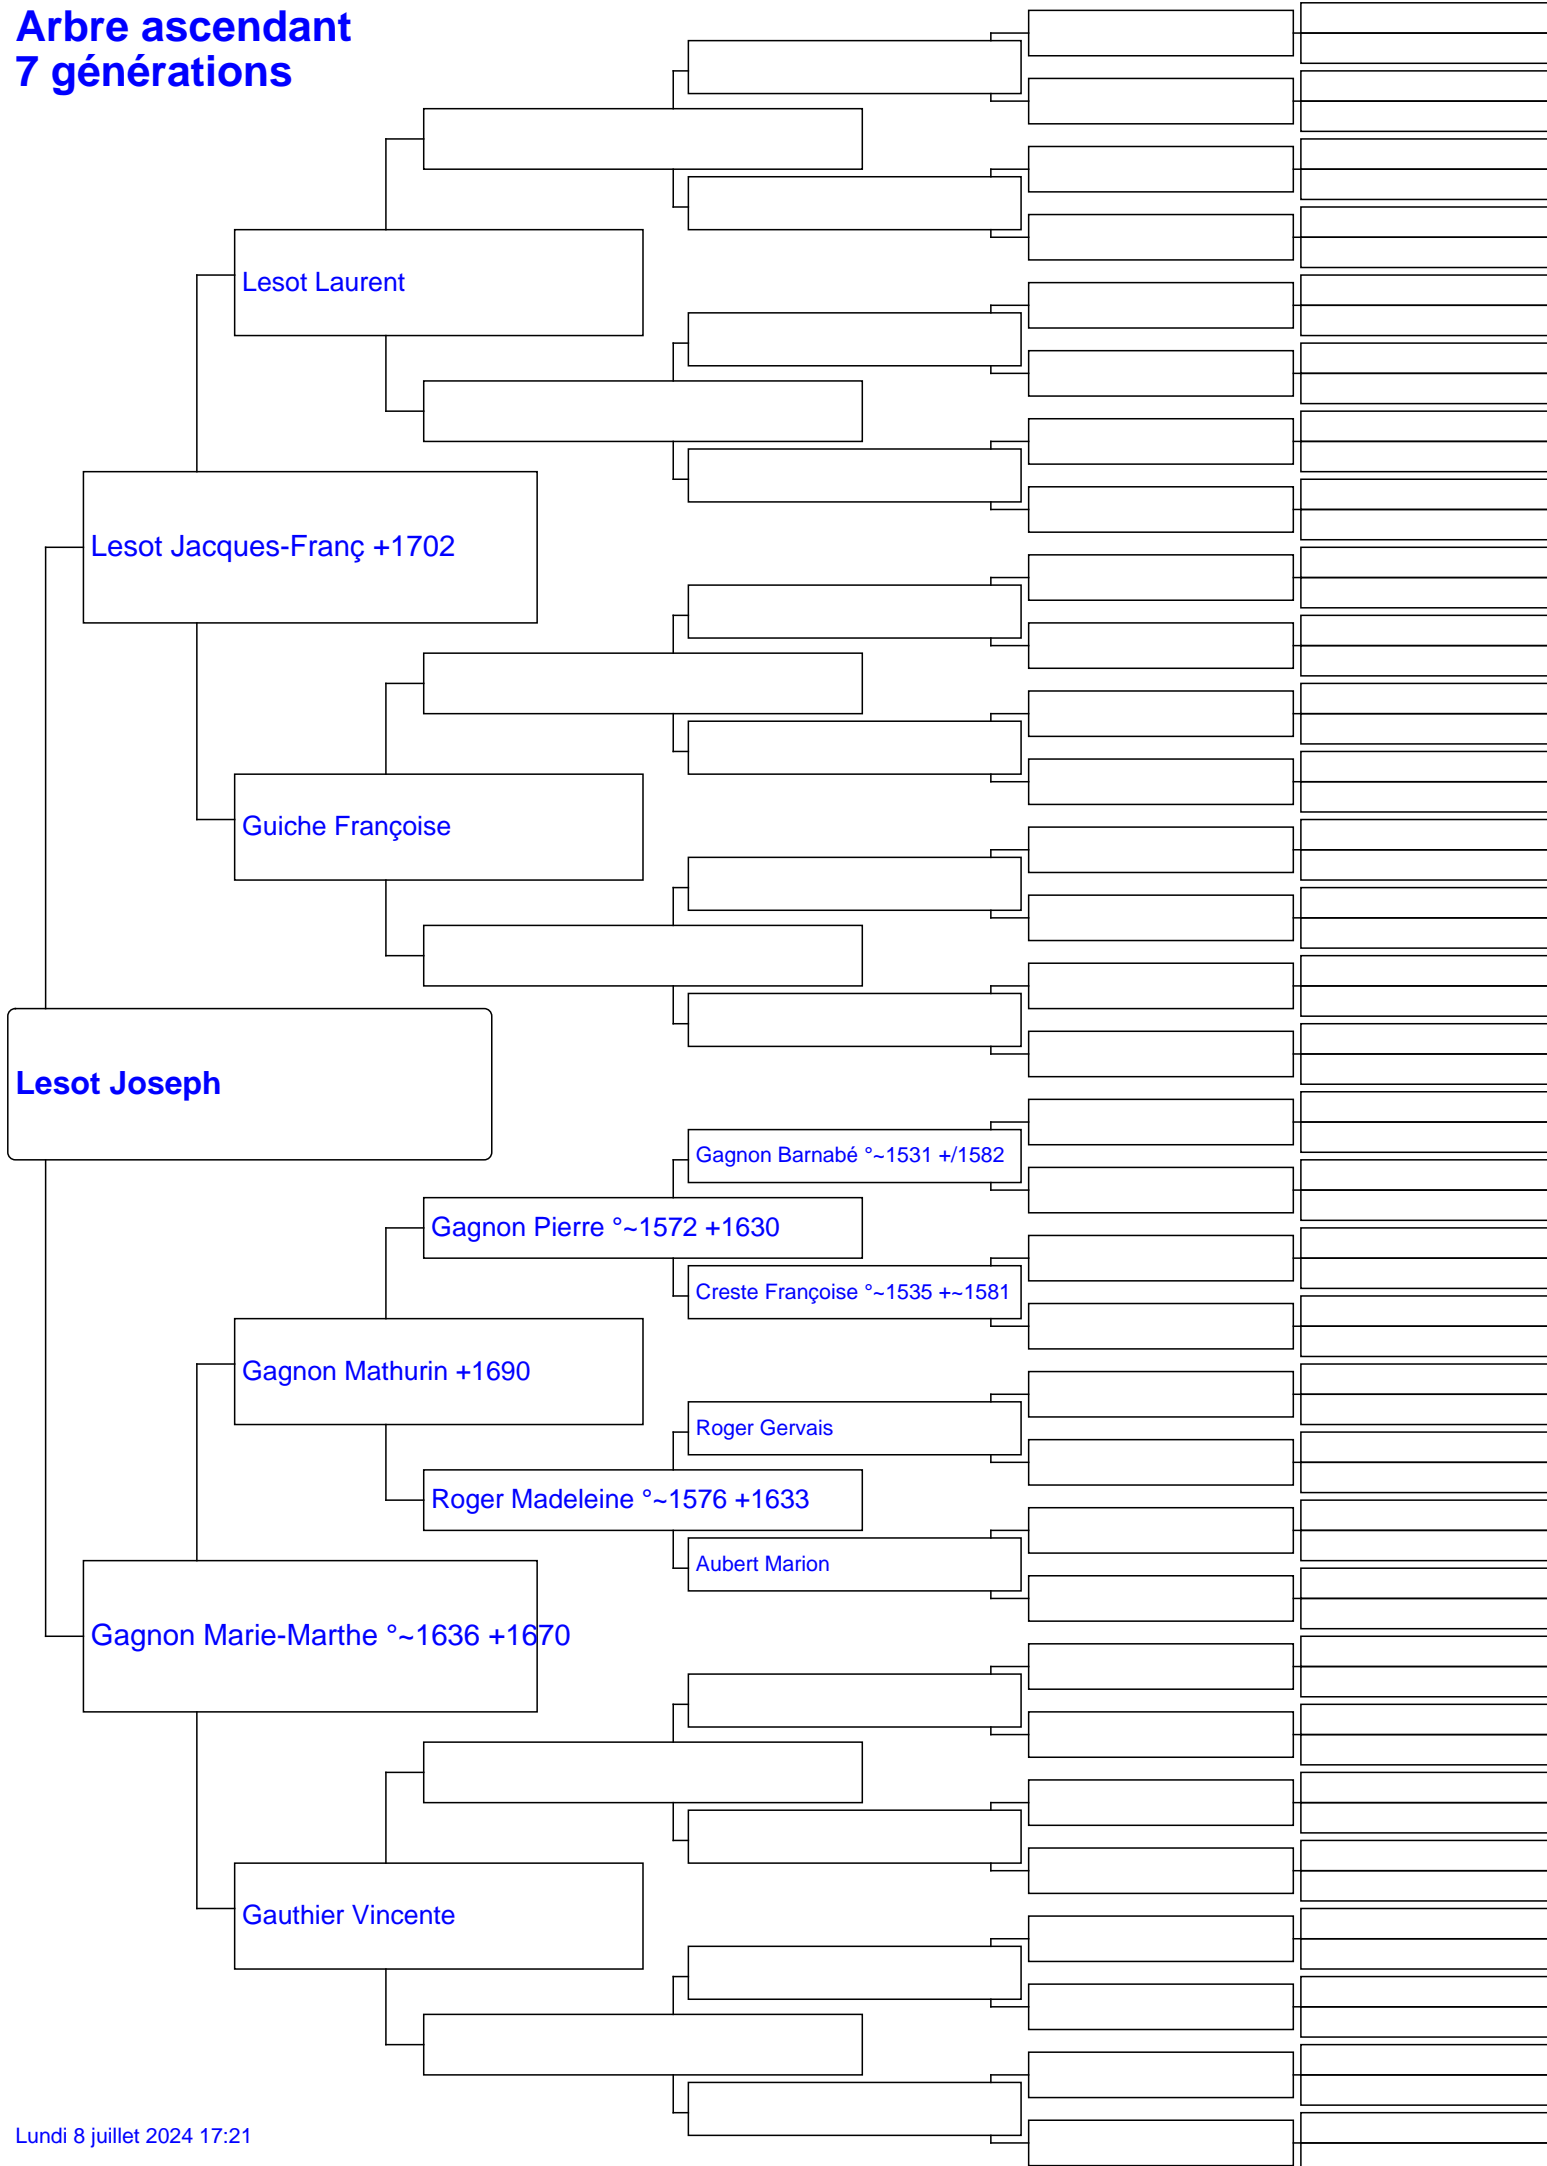 Arbre ascendant
7 générations
Lesot Laurent
Lesot Jacques-Franç +1702
Guiche Françoise
Lesot Joseph
Gagnon Barnabé °~1531 +/1582
Gagnon Pierre °~1572 +1630
Creste Françoise °~1535 +~1581
Gagnon Mathurin +1690
Roger Gervais
Roger Madeleine °~1576 +1633
Aubert Marion
Gagnon Marie-Marthe °~1636 +1670
Gauthier Vincente
Lundi 8 juillet 2024 17:21